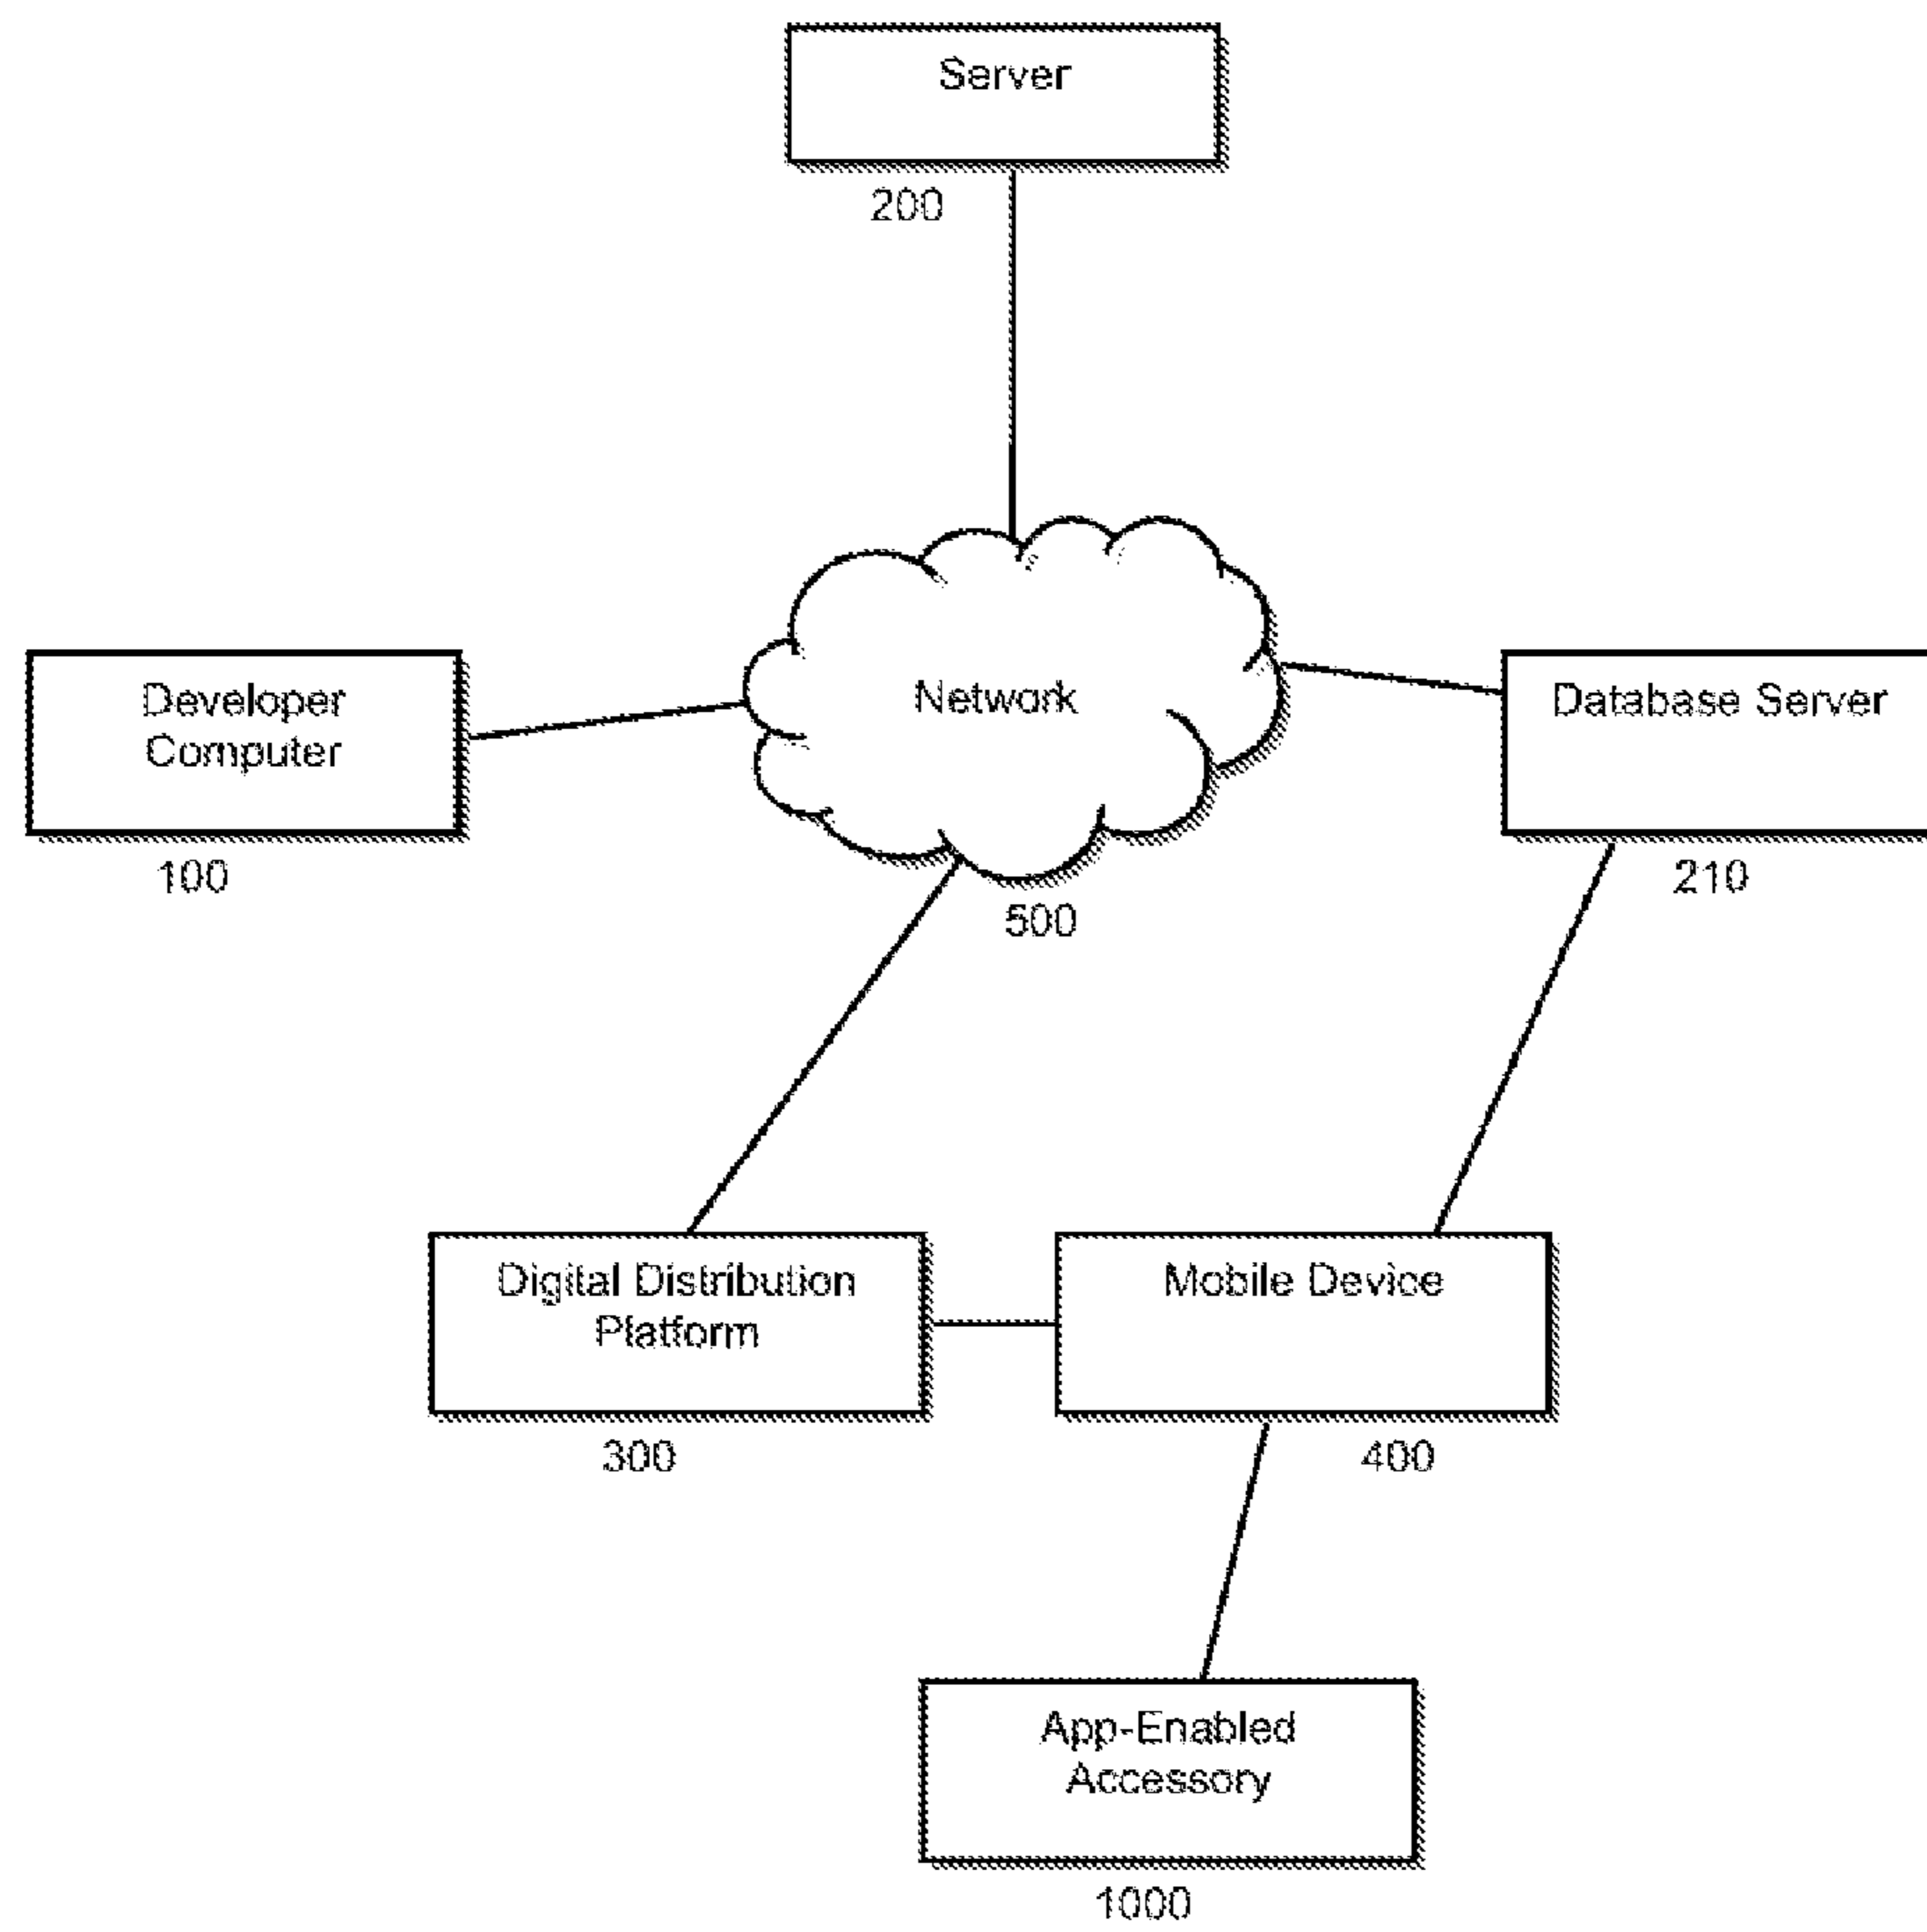 Server
200
Network
500
Developer
Computer
100
Database Server
210
Digital Distribution
Platform
300
Mobile Device
400
App-Enabled
Accessory
1000